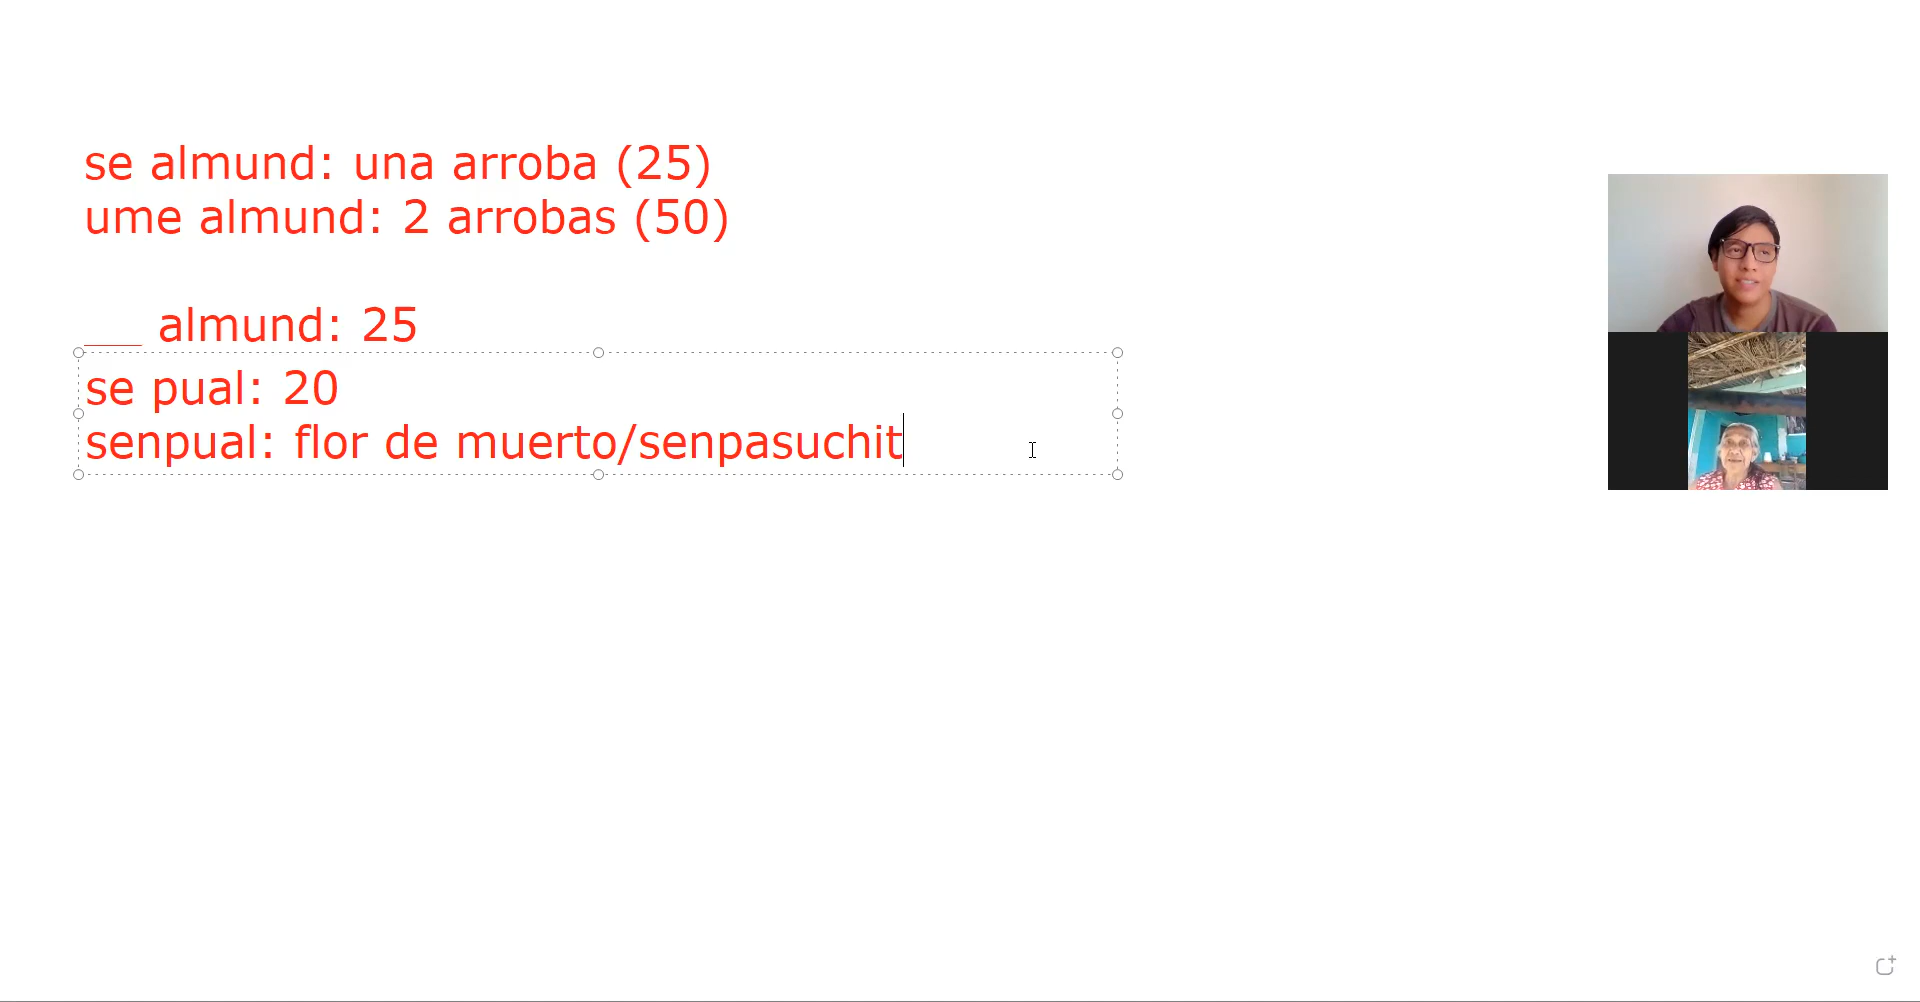 se almund: una arroba (25)
ume almund: 2 arrobas (50)
___ almund: 25
se pual: 20
senpual: flor de muerto/senpasuchit